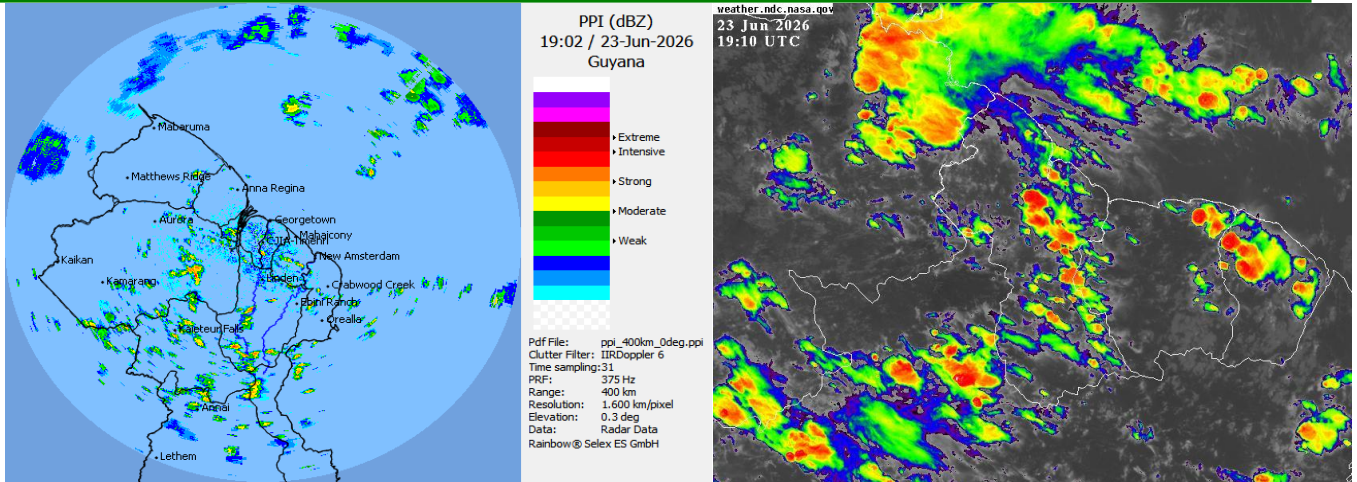 PPI (dBZ)
19:02 / 23-Jun-2026
Guyana
Extreme
Intensive
Strong
Moderate
Weak
Pdf File: ppi_400km_0deg.ppi
Clutter Filter: IIRDoppler 6
Time sampling:31
PRF: 375 Hz
Range: 400 km
Resolution: 1.600 km/pixel
Elevation: 0.3 deg
Data: Radar Data
Rainbow® Selex ES GmbH
Mabaruma
Matthews Ridge
Anna Regina
Aurora
Georgetown
Mahaicony
CJIA-Timehri
New Amsterdam
Kaikan
Kamarang
Linden
Crabwood Creek
Ebini Ranch
Orealla
Kaieteur Falls
Annai
Lethem
weather.ndc.nasa.gov
23 Jun 2026
19:10 UTC